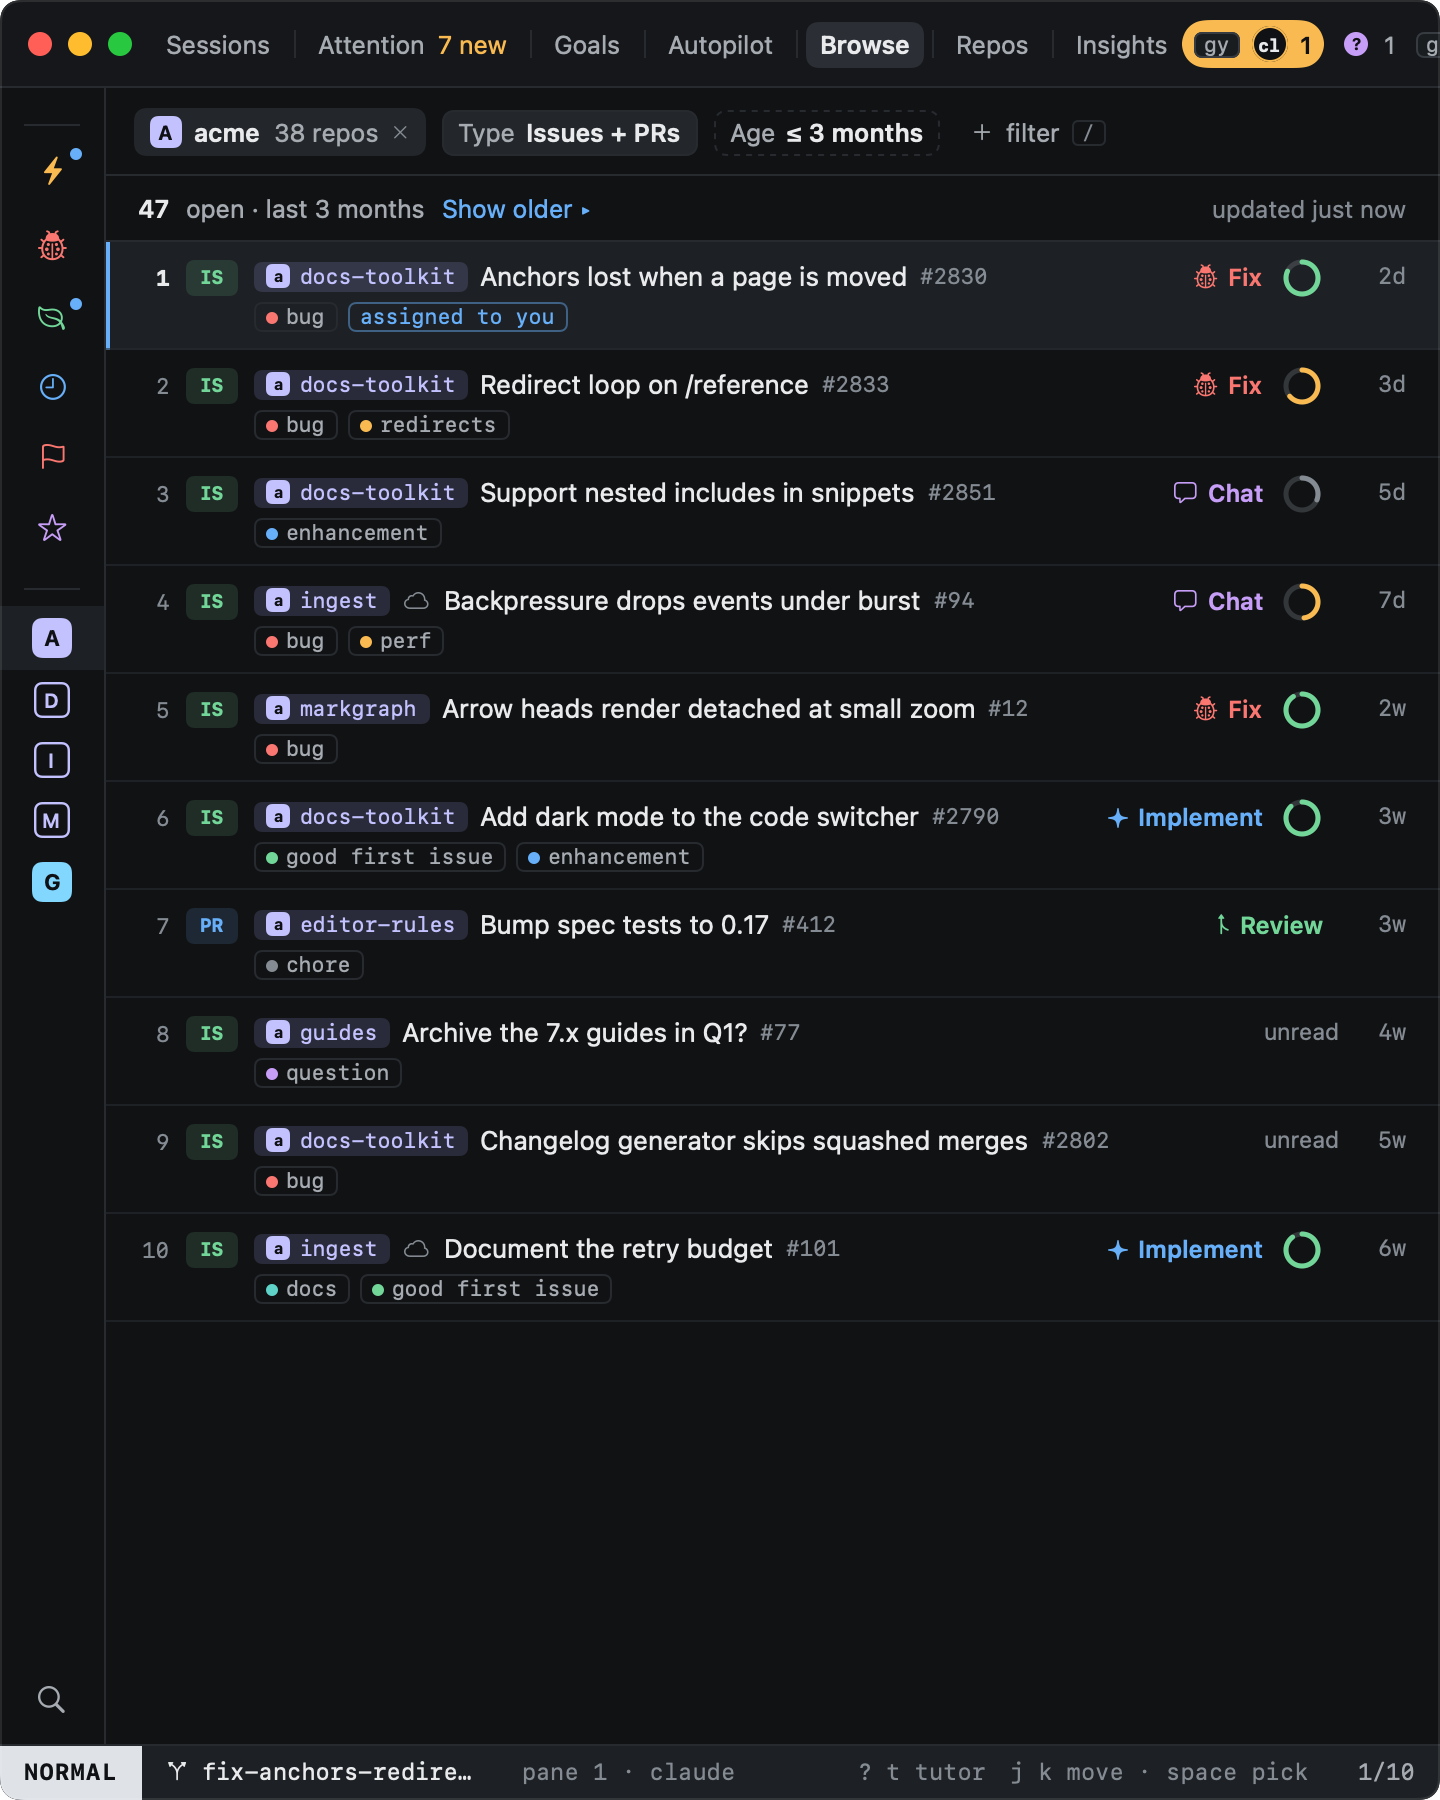 Sessions Attention 7 new Goals Autopilot Browse Repos Insights gy cl 1 ? 1 g
A acme 38 repos × Type Issues + PRs Age ≤ 3 months + filter /
47 open · last 3 months Show older ▸ updated just now
1 IS a docs-toolkit Anchors lost when a page is moved #2830 Fix 2d
bug assigned to you
2 IS a docs-toolkit Redirect loop on /reference #2833 Fix 3d
bug redirects
3 IS a docs-toolkit Support nested includes in snippets #2851 Chat 5d
enhancement
4 IS a ingest Backpressure drops events under burst #94 Chat 7d
bug perf
A
5 IS a markgraph Arrow heads render detached at small zoom #12 Fix 2w
bug
D
I
6 IS a docs-toolkit Add dark mode to the code switcher #2790 Implement 3w
good first issue enhancement
M
G
7 PR a editor-rules Bump spec tests to 0.17 #412 Review 3w
chore
8 IS a guides Archive the 7.x guides in Q1? #77 unread 4w
question
9 IS a docs-toolkit Changelog generator skips squashed merges #2802 unread 5w
bug
10 IS a ingest Document the retry budget #101 Implement 6w
docs good first issue
NORMAL fix-anchors-redire… pane 1 · claude ? t tutor j k move · space pick 1/10